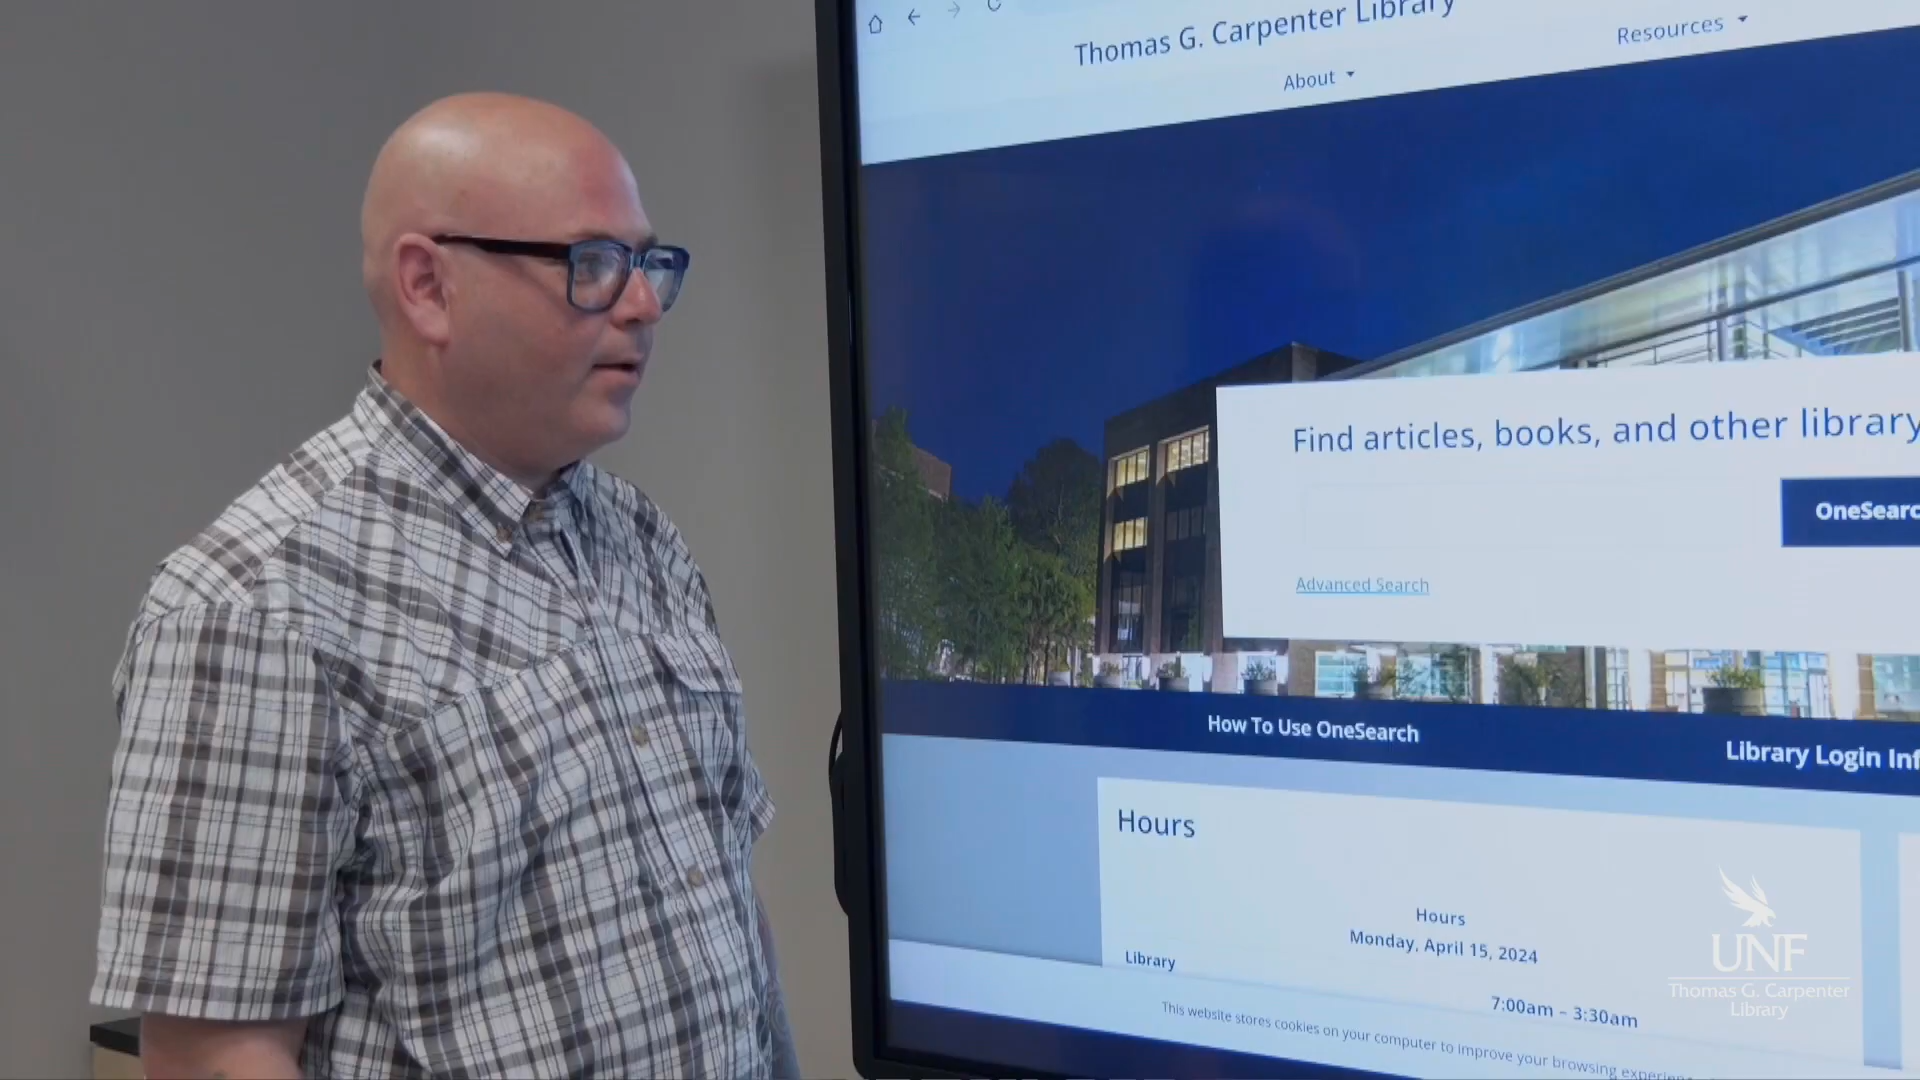 Thomas G. Carpenter Library
Resources
About
Find articles, books, and other library
OneSearc
Advanced Search
How To Use OneSearch
Library Login Inf
Hours
Hours
Monday, April 15, 2024
Library
7:00am – 3:30am
This website stores cookies on your computer to improve your browsing experien
UNF
Thomas G. Carpenter
Library